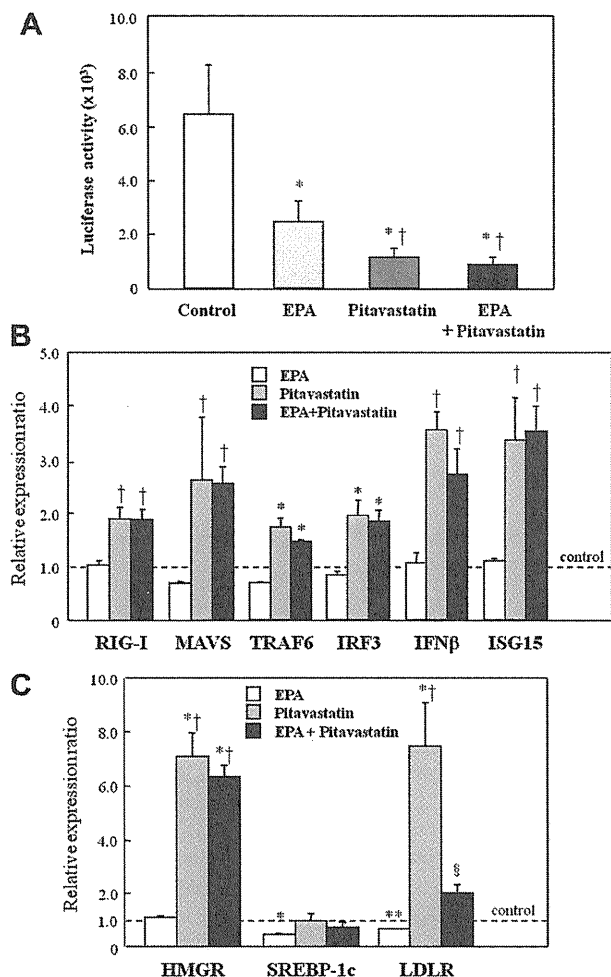 A
Luciferase activity (x 10³)
8.0
6.0
4.0
2.0
0
*
* †
* †
Control EPA Pitavastatin EPA + Pitavastatin
B
Relative expressionratio
5.0
4.0
3.0
2.0
1.0
0
EPA
Pitavastatin
EPA+Pitavastatin
† † † † * * * * † † † †
control
RIG-I MAVS TRAF6 IRF3 IFNβ ISG15
C
Relative expressionratio
10.0
8.0
6.0
4.0
2.0
1.0
0
EPA
Pitavastatin
EPA + Pitavastatin
*† *† * ** *† §
control
HMGR SREBP-1c LDLR